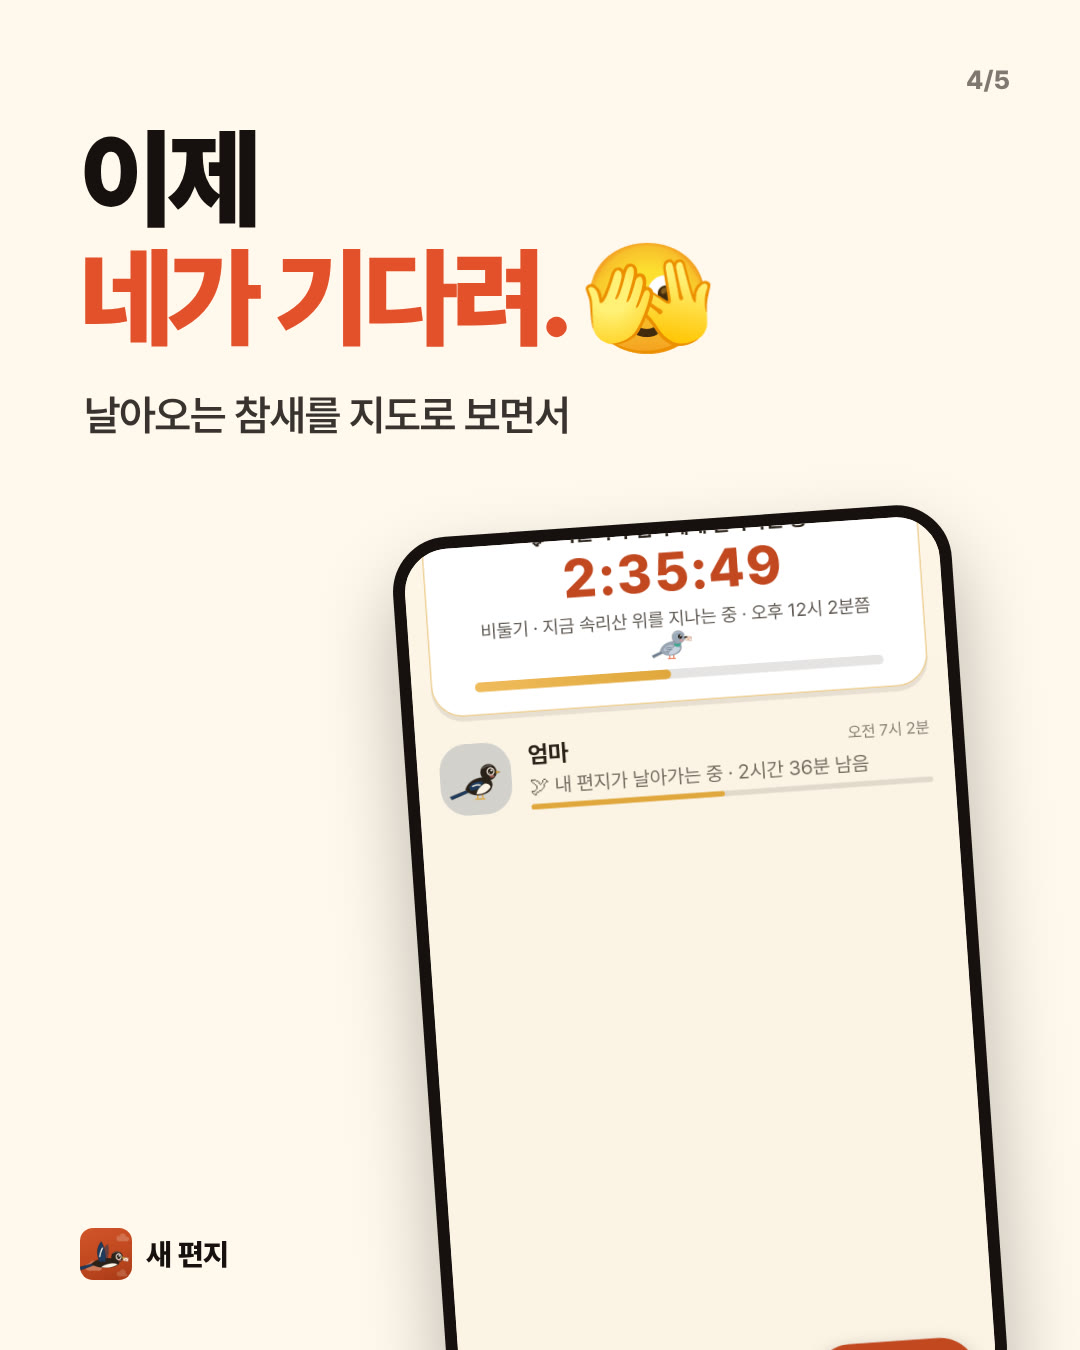 4/5
이제
네가 기다려.
날아오는 참새를 지도로 보면서
2:35:49
비둘기 · 지금 속리산 위를 지나는 중 · 오후 12시 2분쯤
엄마
오전 7시 2분
내 편지가 날아가는 중 · 2시간 36분 남음
새 편지